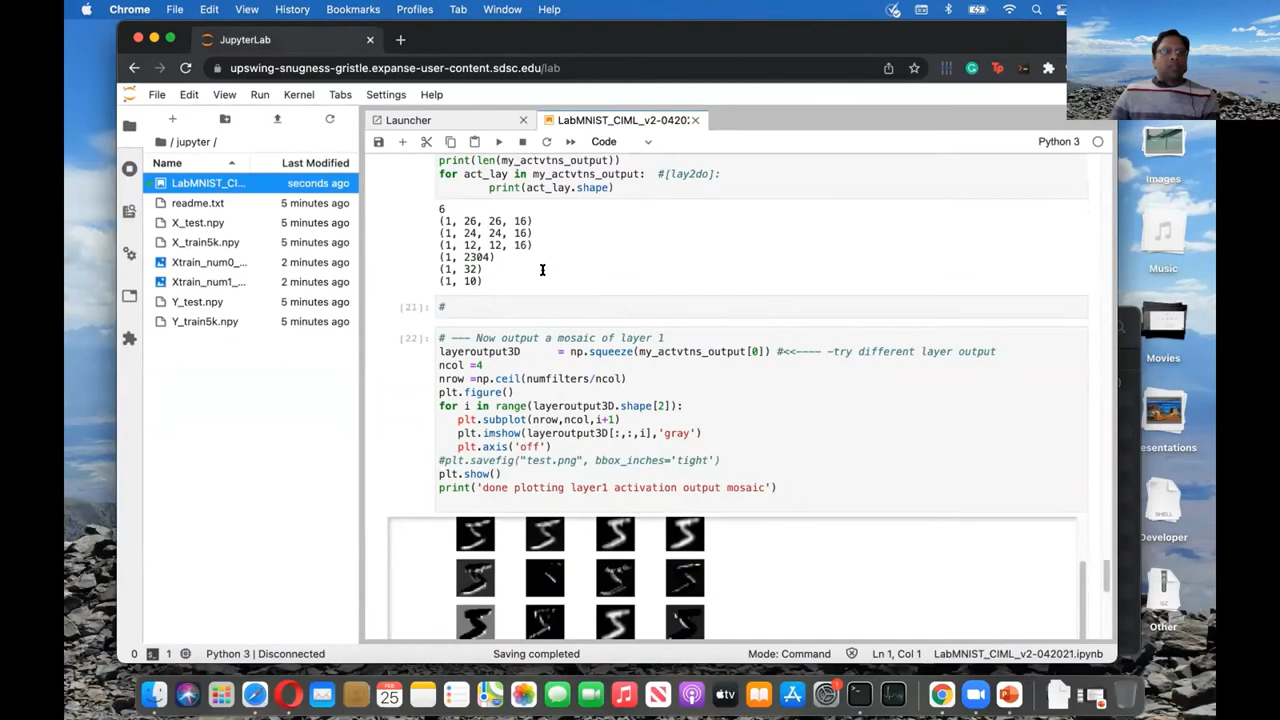 Chrome File Edit View History Bookmarks Profiles Tab Window Help
JupyterLab
upswing-snugness-gristle.expanse-user-content.sdsc.edu/lab
File Edit View Run Kernel Tabs Settings Help
Launcher
LabMNIST_CIML_v2-0420
/ jupyter /
Code
Python 3
Name Last Modified
LabMNIST_CI... seconds ago
readme.txt 5 minutes ago
X_test.npy 5 minutes ago
X_train5k.npy 5 minutes ago
Xtrain_num0_... 2 minutes ago
Xtrain_num1_... 2 minutes ago
Y_test.npy 5 minutes ago
Y_train5k.npy 5 minutes ago
print(len(my_actvtns_output))
for act_lay in my_actvtns_output: #[lay2do]:
print(act_lay.shape)
6
(1, 26, 26, 16)
(1, 24, 24, 16)
(1, 12, 12, 16)
(1, 2304)
(1, 32)
(1, 10)
[21]: #
[22]: # --- Now output a mosaic of layer 1
layeroutput3D = np.squeeze(my_actvtns_output[0]) #<<---- -try different layer output
ncol =4
nrow =np.ceil(numfilters/ncol)
plt.figure()
for i in range(layeroutput3D.shape[2]):
plt.subplot(nrow,ncol,i+1)
plt.imshow(layeroutput3D[:,:,i],'gray')
plt.axis('off')
#plt.savefig("test.png", bbox_inches='tight')
plt.show()
print('done plotting layer1 activation output mosaic')
0 1 Python 3 | Disconnected Saving completed Mode: Command Ln 1, Col 1 LabMNIST_CIML_v2-042021.ipynb
Images
Music
Movies
esentations
SHELL
Developer
GZ
Other
FEB
25
tv